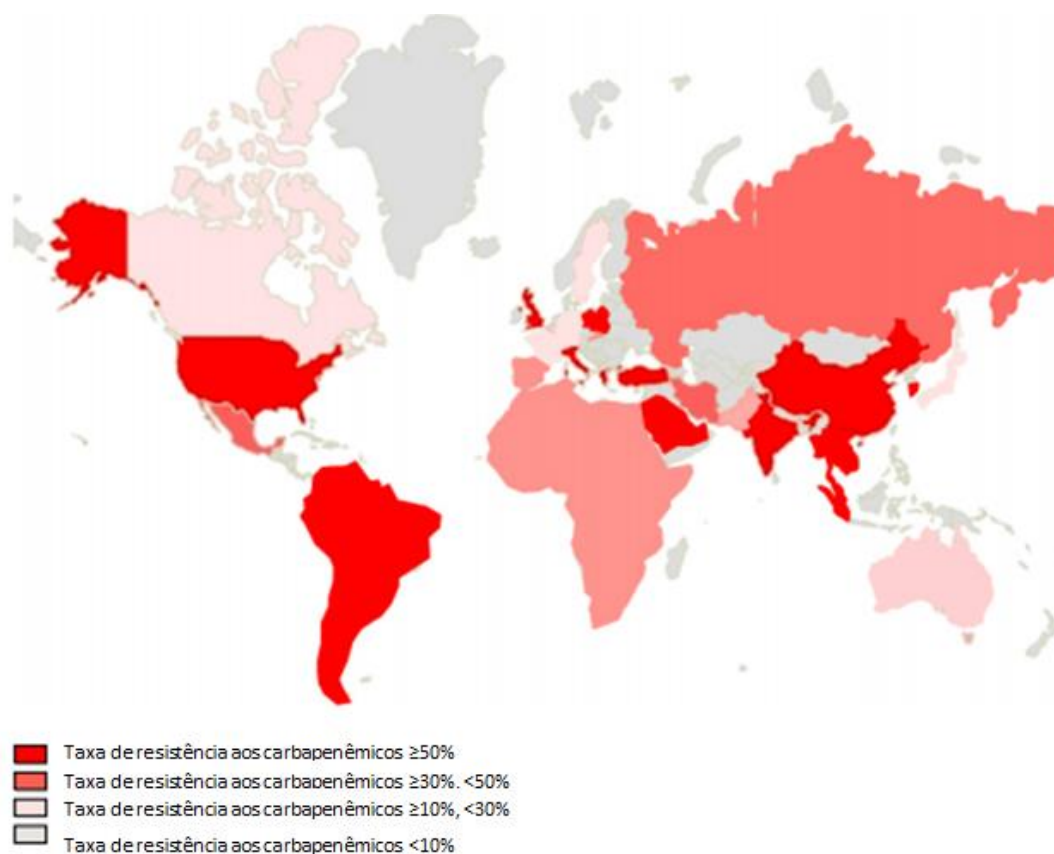 Taxa de resistência aos carbapenêmicos ≥50%
Taxa de resistência aos carbapenêmicos ≥30%. <50%
Taxa de resistência aos carbapenêmicos ≥10%, <30%
Taxa de resistência aos carbapenêmicos <10%